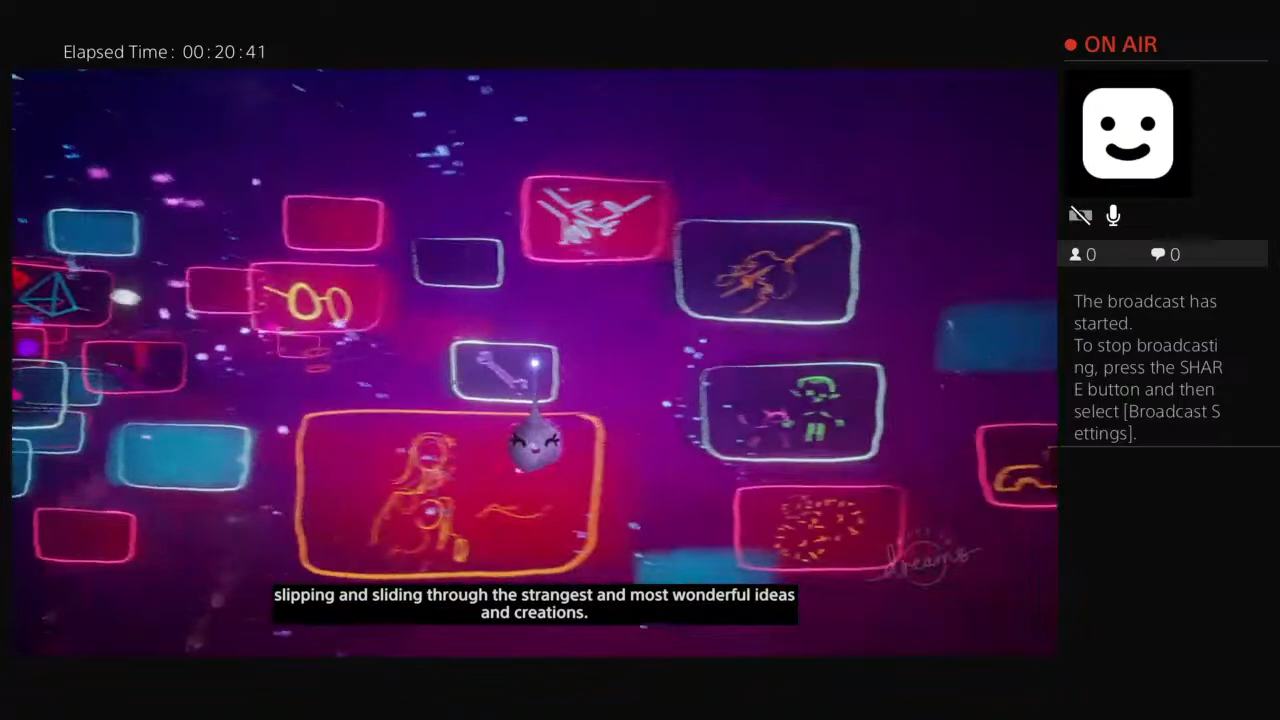 Elapsed Time: 00:20:41
ON AIR
0
0
The broadcast has
started.
To stop broadcasti
ng, press the SHAR
E button and then
select [Broadcast S
ettings].
dreams
slipping and sliding through the strangest and most wonderful ideas
and creations.